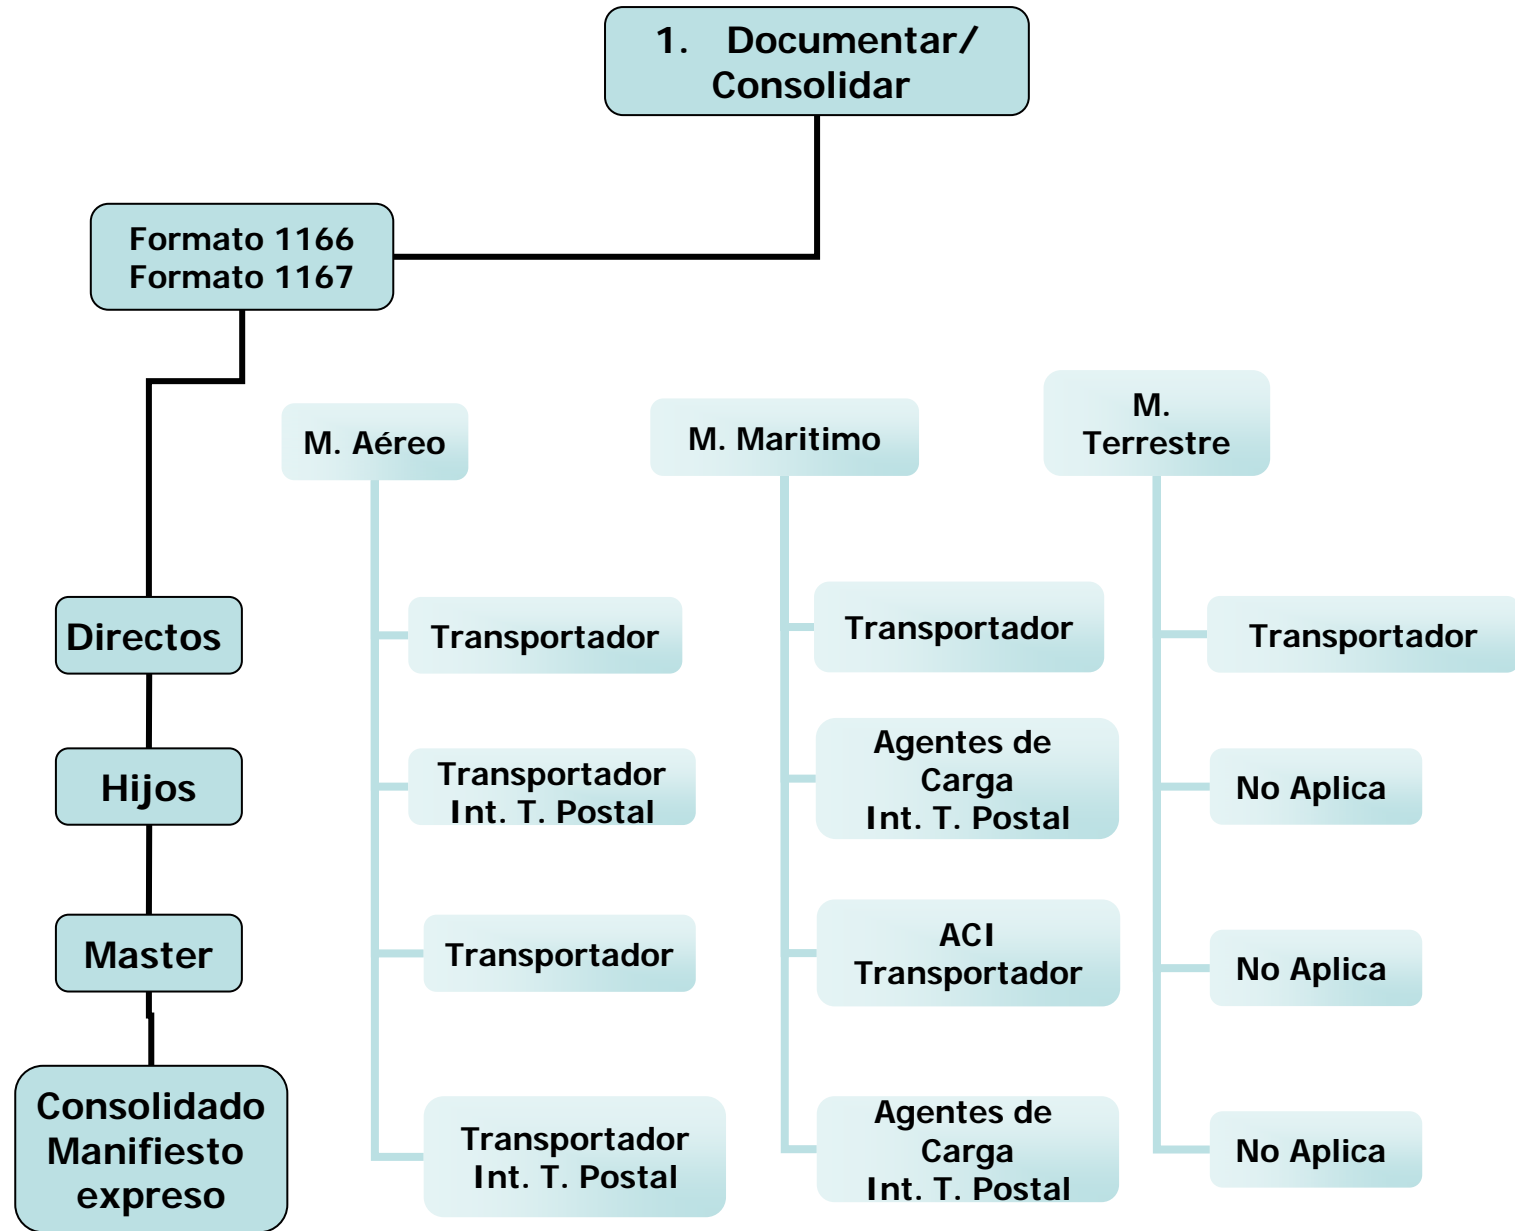 1. Documentar/
Consolidar
Formato 1166
Formato 1167
M. Aéreo
M. Maritimo
M.
Terrestre
Directos
Transportador
Transportador
Transportador
Hijos
Transportador
Int. T. Postal
Agentes de
Carga
Int. T. Postal
No Aplica
Master
Transportador
ACI
Transportador
No Aplica
Consolidado
Manifiesto
expreso
Transportador
Int. T. Postal
Agentes de
Carga
Int. T. Postal
No Aplica